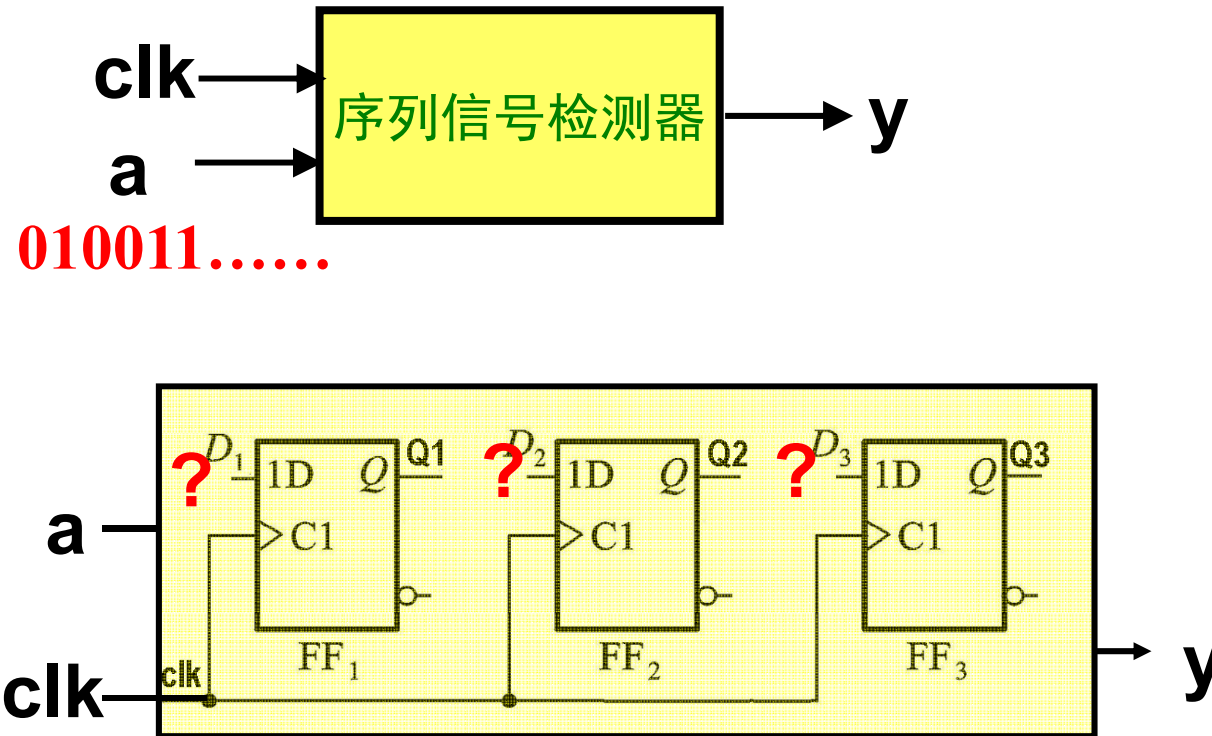 clk
序列信号检测器
y
a
010011……
? D1 1D Q Q1
? D2 1D Q Q2
? D3 1D Q Q3
a
C1
C1
C1
FF1
FF2
FF3
clk
clk
y